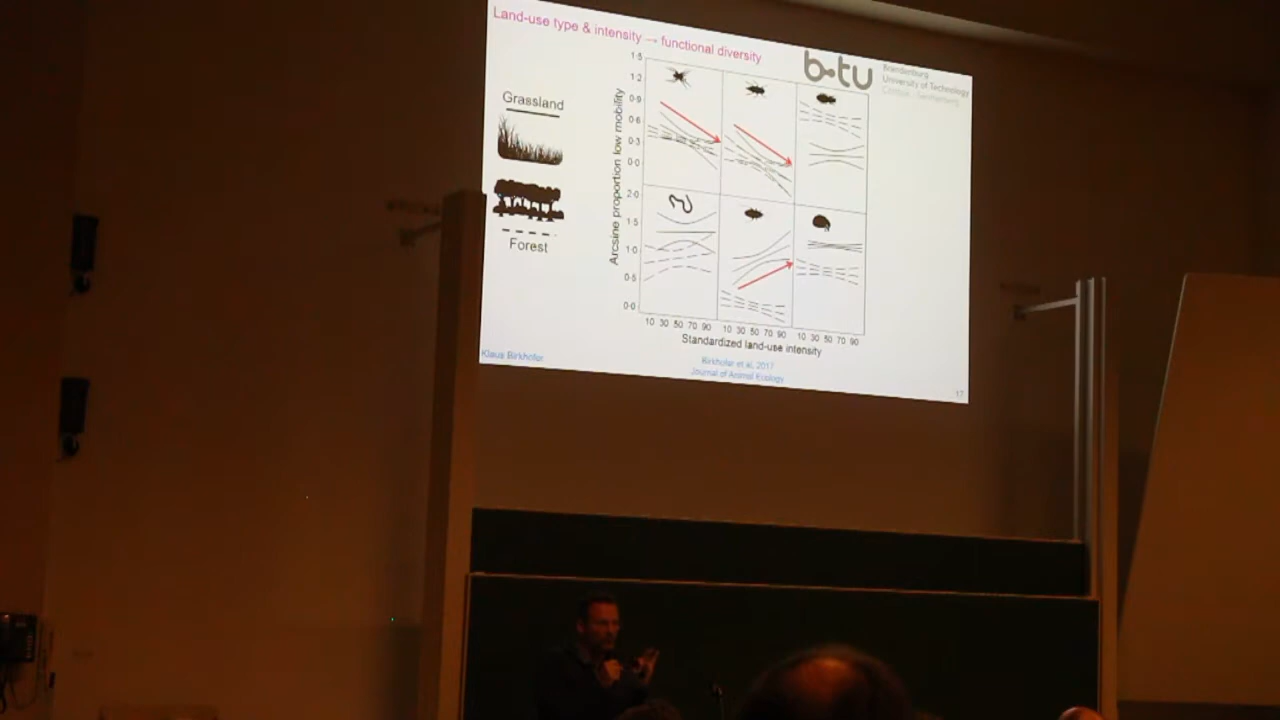 Land-use type & intensity → functional diversity
b-tu
Brandenburg
University of Technology
Cottbus - Senftenberg
Grassland
Forest
Arcsine proportion low mobility
1·5
1·2
0·9
0·6
0·3
0·0
2·0
1·5
1·0
0·5
0·0
10 30 50 70 90 10 30 50 70 90 10 30 50 70 90
Standardized land-use intensity
Klaus Birkhofer
Birkhofer et al. 2017
Journal of Animal Ecology
17